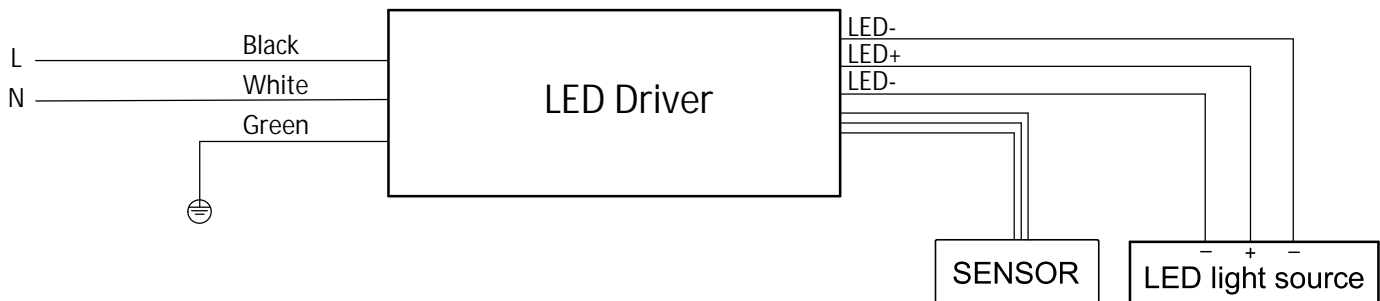 L
Black
N
White
Green
LED Driver
LED-
LED+
LED-
SENSOR
− + −
LED light source